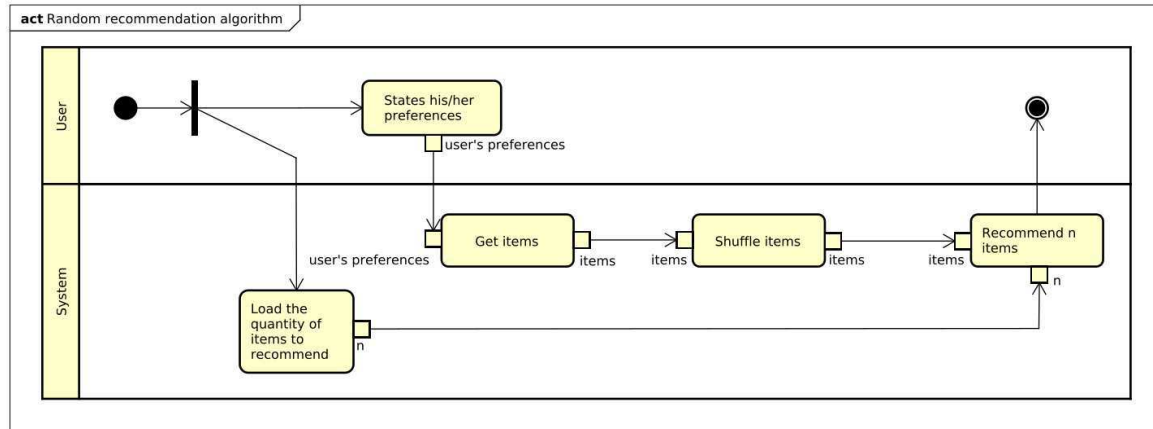 act Random recommendation algorithm
User
States his/her
preferences
user's preferences
System
Get items
user's preferences
items
Shuffle items
items
items
Recommend n
items
items
n
Load the
quantity of
items to
recommend
n